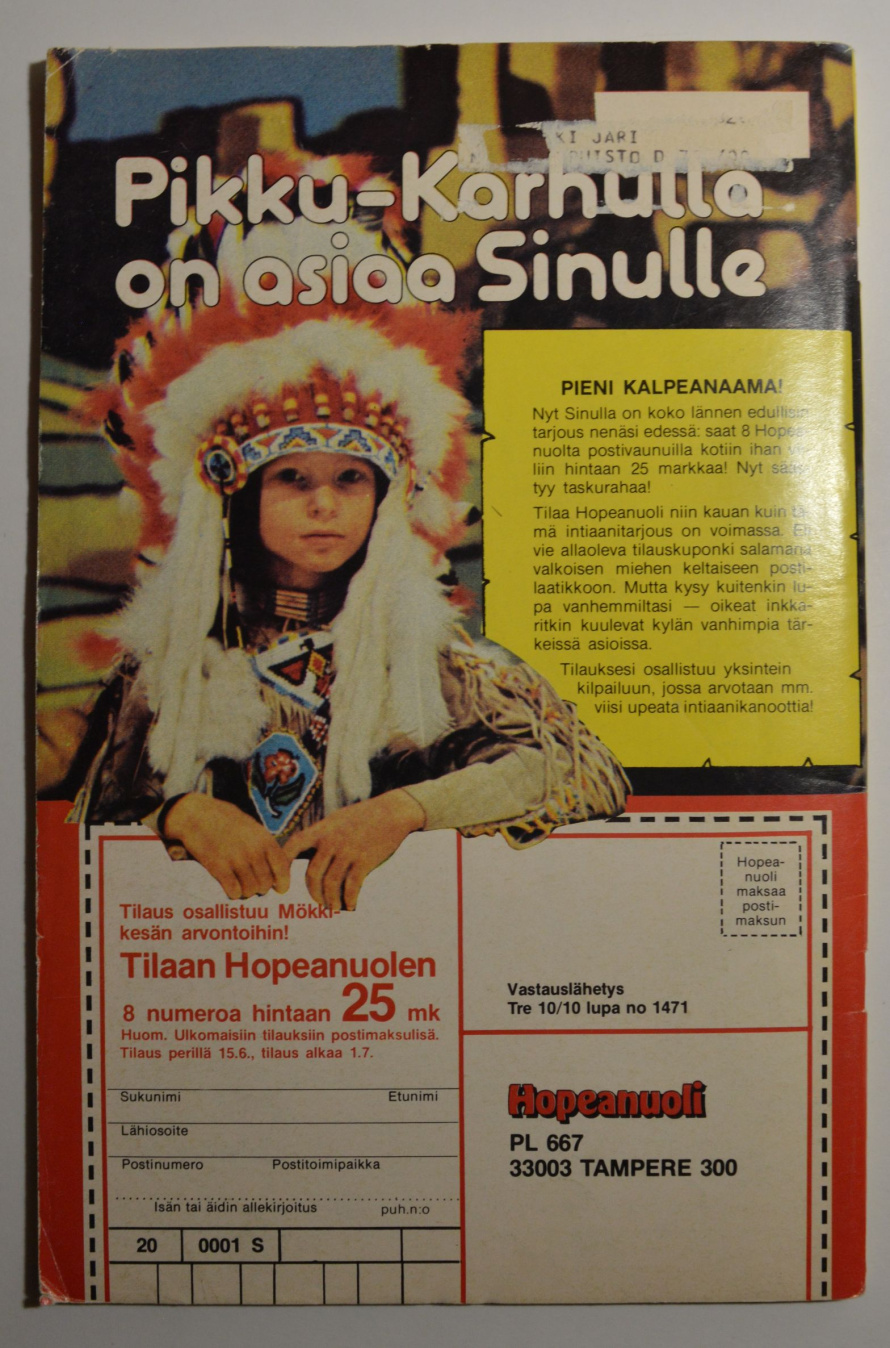 KI JARI
Pikku-Karhulla
on asiaa Sinulle
PIENI KALPEANAAMA!
Nyt Sinulla on koko lännen edullisin
tarjous nenäsi edessä: saat 8 Hopea-
nuolta postivaunuilla kotiin ihan
liin hintaan 25 markkaa! Nyt sääs-
tyy taskurahaa!
Tilaa Hopeanuoli niin kauan kuin tä-
mä intiaanitarjous on voimassa.
vie allaoleva tilauskuponki salamana
valkoisen miehen keltaiseen posti-
laatikkoon. Mutta kysy kuitenkin lu-
pa vanhemmiltasi — oikeat inkka-
ritkin kuulevat kylän vanhimpia tär-
keissä asioissa.
Tilauksesi osallistuu yksintein
kilpailuun, jossa arvotaan mm.
viisi upeata intiaanikanoottia!
Tilaus osallistuu Mökki-
kesän arvontoihin!
Tilaan Hopeanuolen
8 numeroa hintaan 25 mk
Huom. Ulkomaisiin tilauksiin postimaksulisä.
Tilaus perillä 15.6., tilaus alkaa 1.7.
Sukunimi Etunimi
Lähiosoite
Postinumero Postitoimipaikka
Isän tai äidin allekirjoitus puh.n:o
20 0001 S
Hopea-
nuoli
maksaa
posti-
maksun
Vastauslähetys
Tre 10/10 lupa no 1471
Hopeanuoli
PL 667
33003 TAMPERE 300